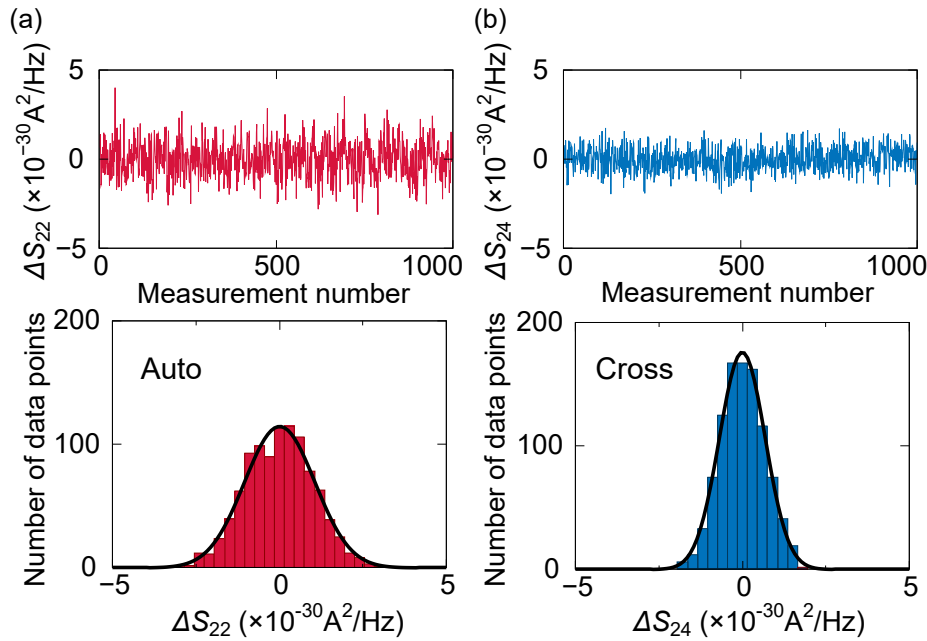 (a)
ΔS₂₂ (×10⁻³⁰A²/Hz)
5
0
−5
0
500
1000
Measurement number
Number of data points
200
100
0
Auto
−5
0
5
ΔS₂₂ (×10⁻³⁰A²/Hz)
(b)
ΔS₂₄ (×10⁻³⁰A²/Hz)
5
0
−5
0
500
1000
Measurement number
Number of data points
200
100
0
Cross
−5
0
5
ΔS₂₄ (×10⁻³⁰A²/Hz)